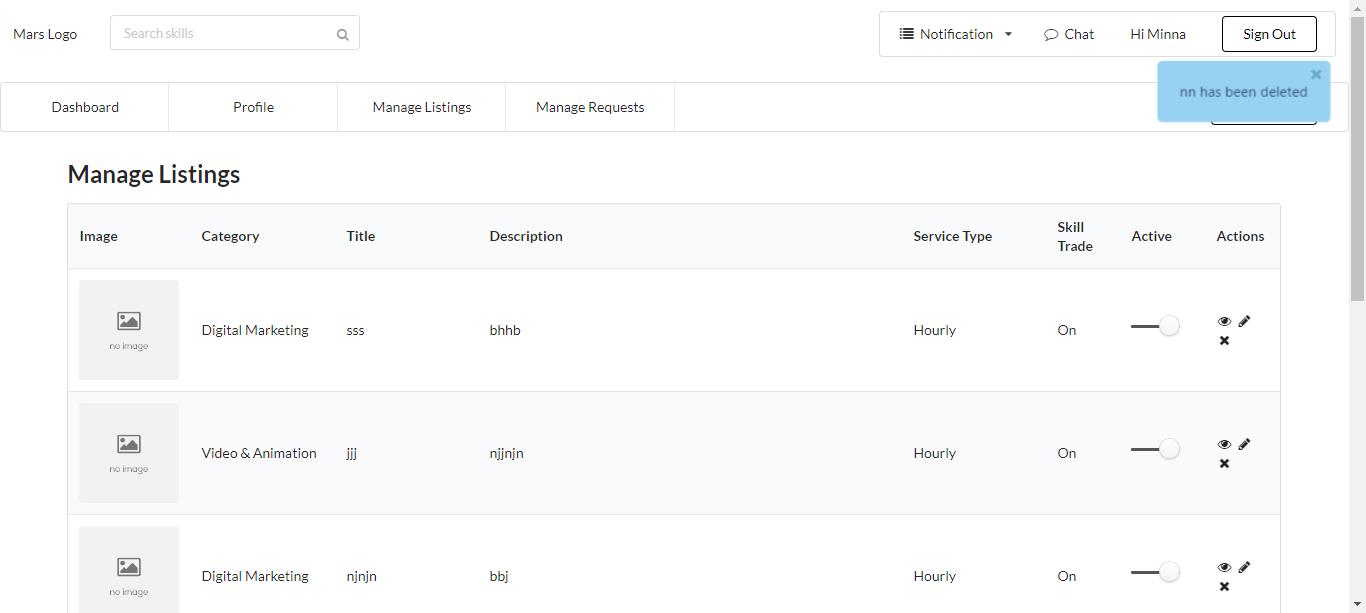 Mars Logo
Search skills
Notification
Chat
Hi Minna
Sign Out
nn has been deleted
Dashboard
Profile
Manage Listings
Manage Requests
Manage Listings
Image Category Title Description Service Type Skill Trade Active Actions
no image
Digital Marketing sss bhhb Hourly On
no image
Video & Animation jjj njjnjn Hourly On
no image
Digital Marketing njnjn bbj Hourly On